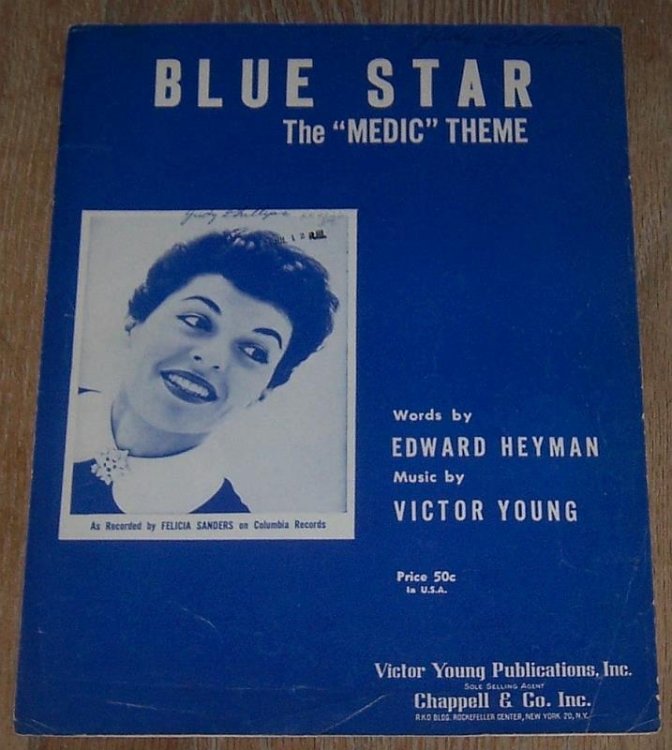 BLUE STAR
The "MEDIC" THEME
As Recorded by FELICIA SANDERS on Columbia Records
Words by
EDWARD HEYMAN
Music by
VICTOR YOUNG
Price 50c
In U.S.A.
Victor Young Publications, Inc.
SOLE SELLING AGENT
Chappell & Co. Inc.
RKO BLDG. ROCKEFELLER CENTER, NEW YORK 20, N.Y.